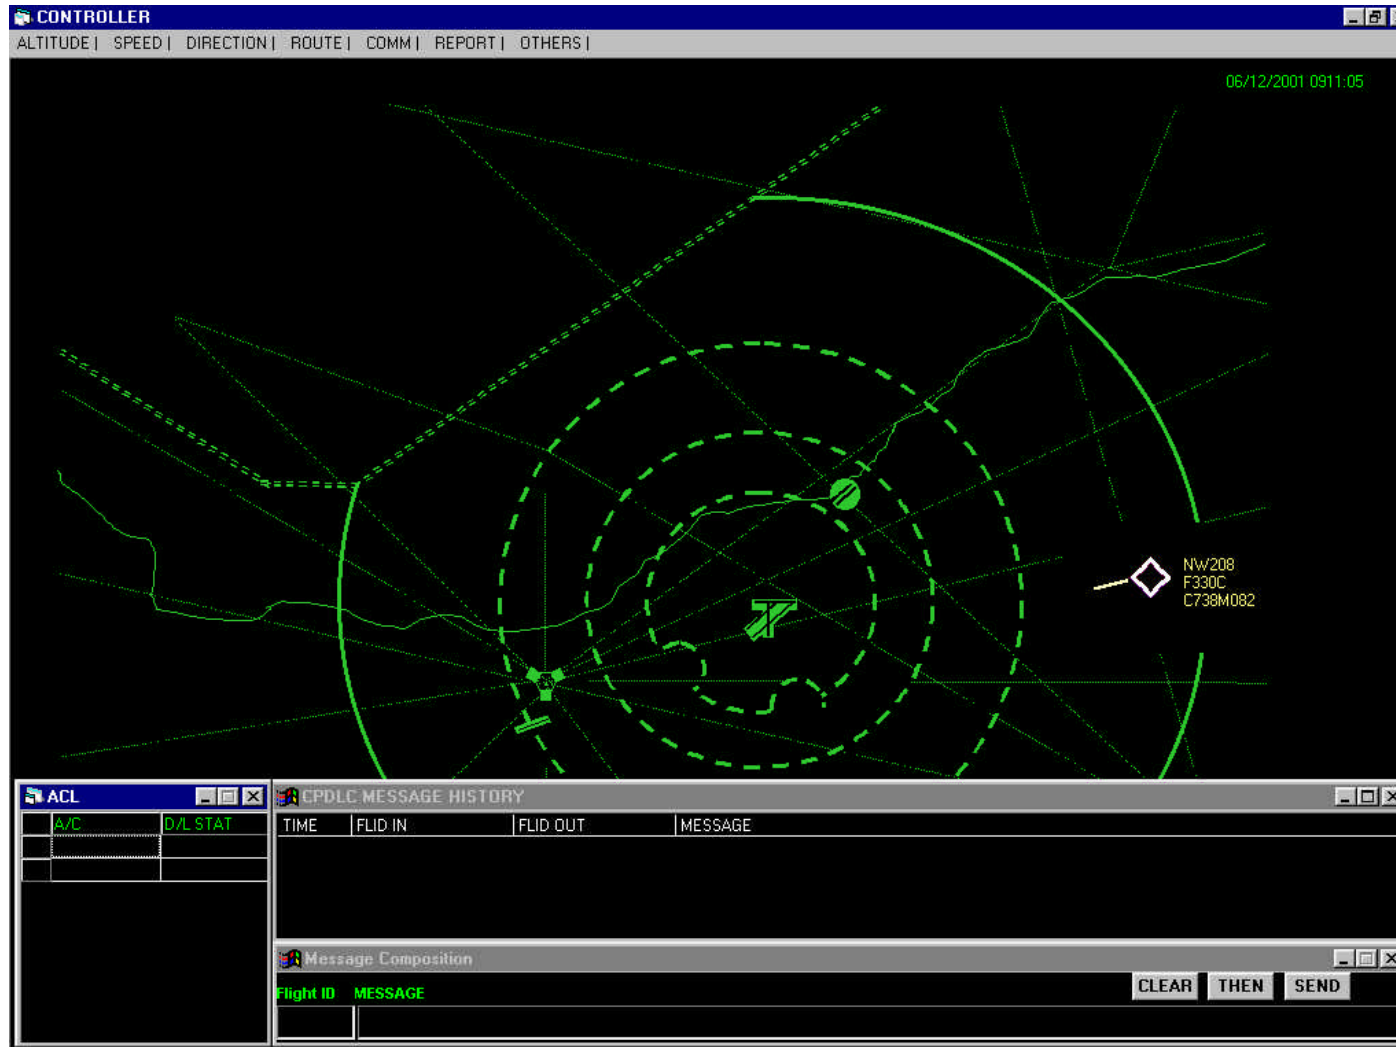 CONTROLLER
ALTITUDE | SPEED | DIRECTION | ROUTE | COMM | REPORT | OTHERS |
06/12/2001 0911:05
NW208
F330C
C738M082
ACL
A/C D/L STAT
CPDLC MESSAGE HISTORY
TIME FLID IN FLID OUT MESSAGE
Message Composition
CLEAR THEN SEND
Flight ID MESSAGE